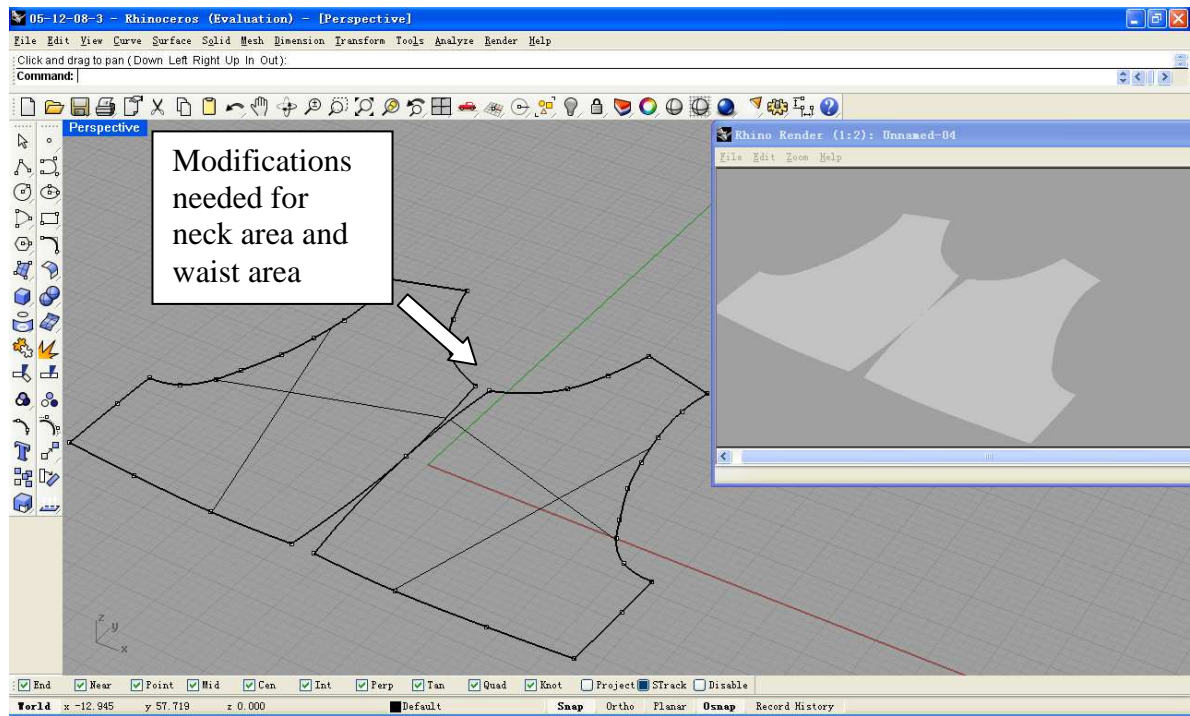 05-12-08-3 - Rhinoceros (Evaluation) - [Perspective]
File Edit View Curve Surface Solid Mesh Dimension Transform Tools Analyze Render Help
Click and drag to pan ( Down Left Right Up In Out):
Command:
Perspective
Modifications
needed for
neck area and
waist area
Rhino Render (1:2): Unnamed-04
File Edit Zoom Help
z
y
x
End Near Point Mid Cen Int Perp Tan Quad Knot Project STrack Disable
World x -12.945 y 57.719 z 0.000 Default Snap Ortho Planar Osnap Record History